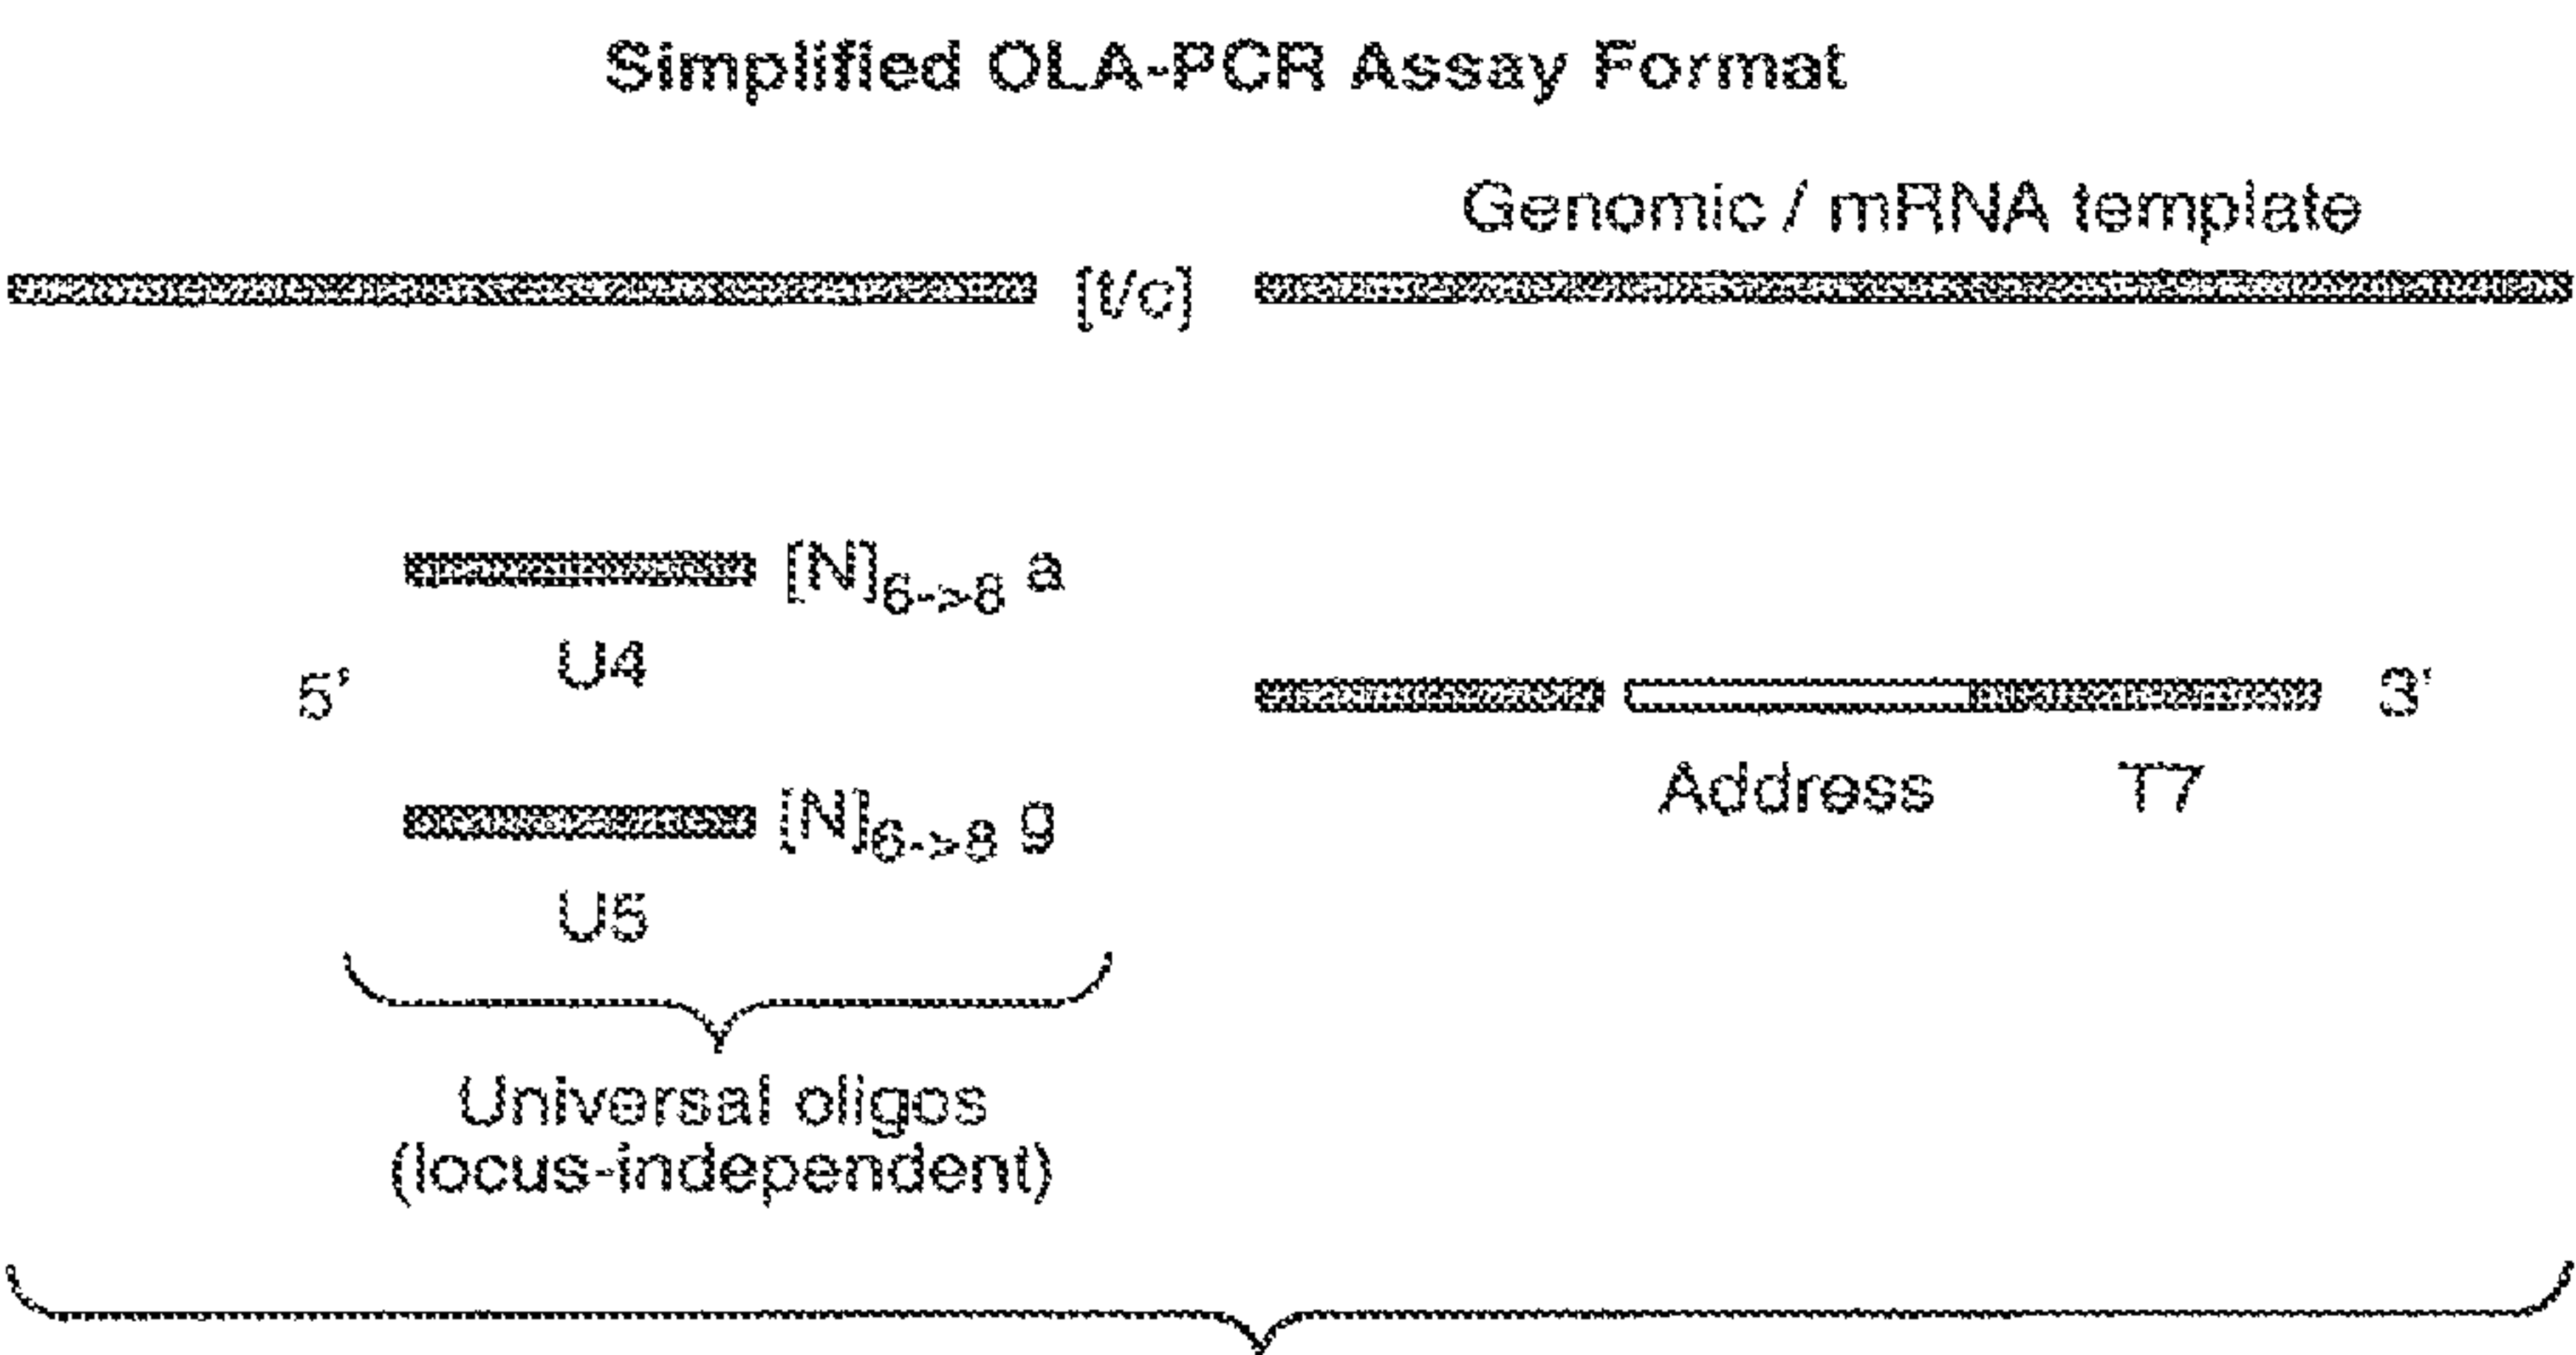 Simplified OLA-PCR Assay Format
Genomic / mRNA template
[t/c]
[N]6->8 a
U4
5'
3'
Address
T7
[N]6->8 g
U5
Universal oligos
(locus-independent)